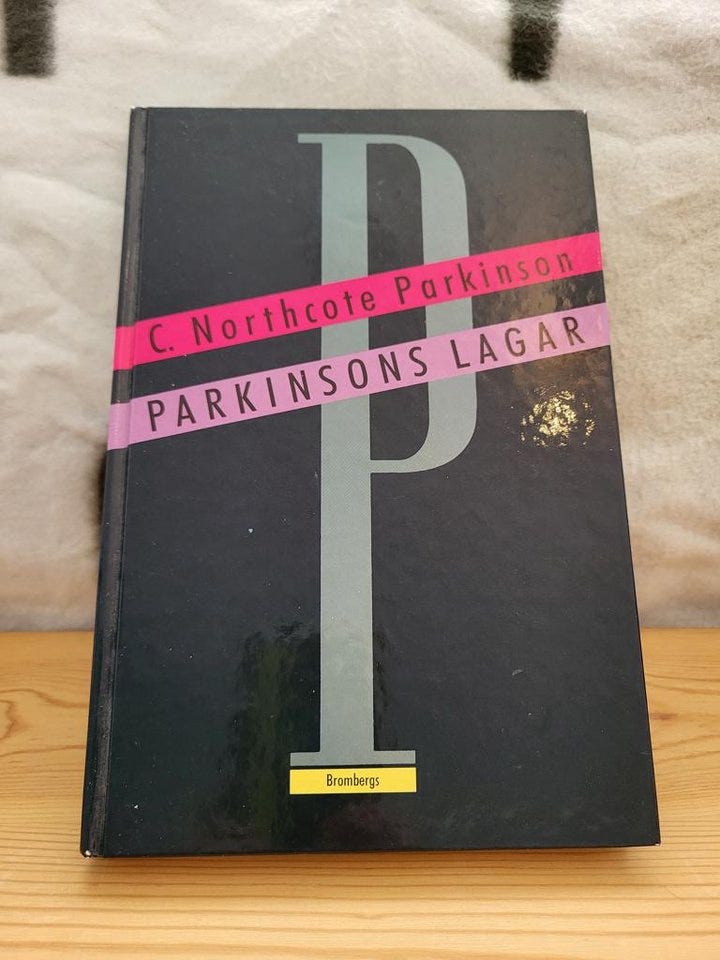 C. Northcote Parkinson
PARKINSONS LAGAR
P
Brombergs